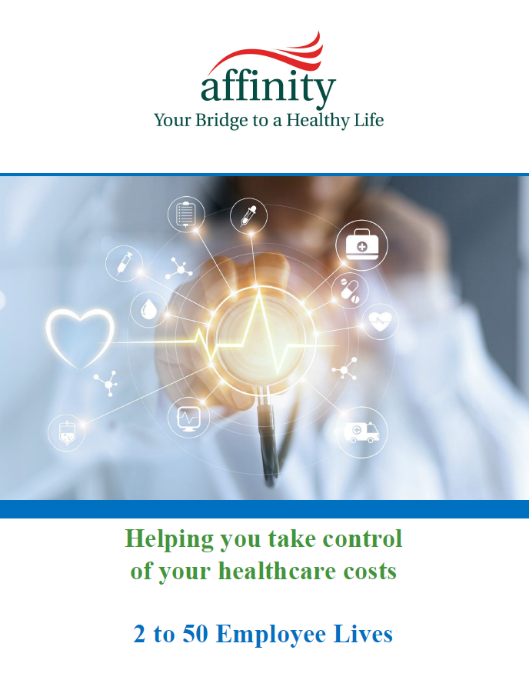 affinity
Your Bridge to a Healthy Life
Helping you take control
of your healthcare costs
2 to 50 Employee Lives